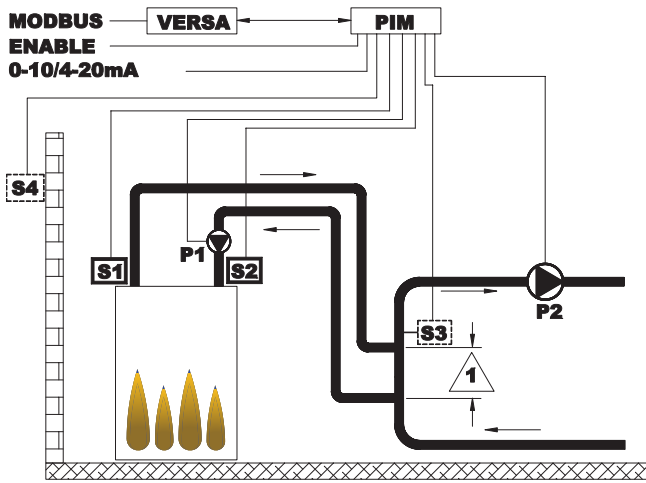 MODBUS VERSA PIM
ENABLE
0-10/4-20mA
S4
P1
S1 S2
P2
S3
1